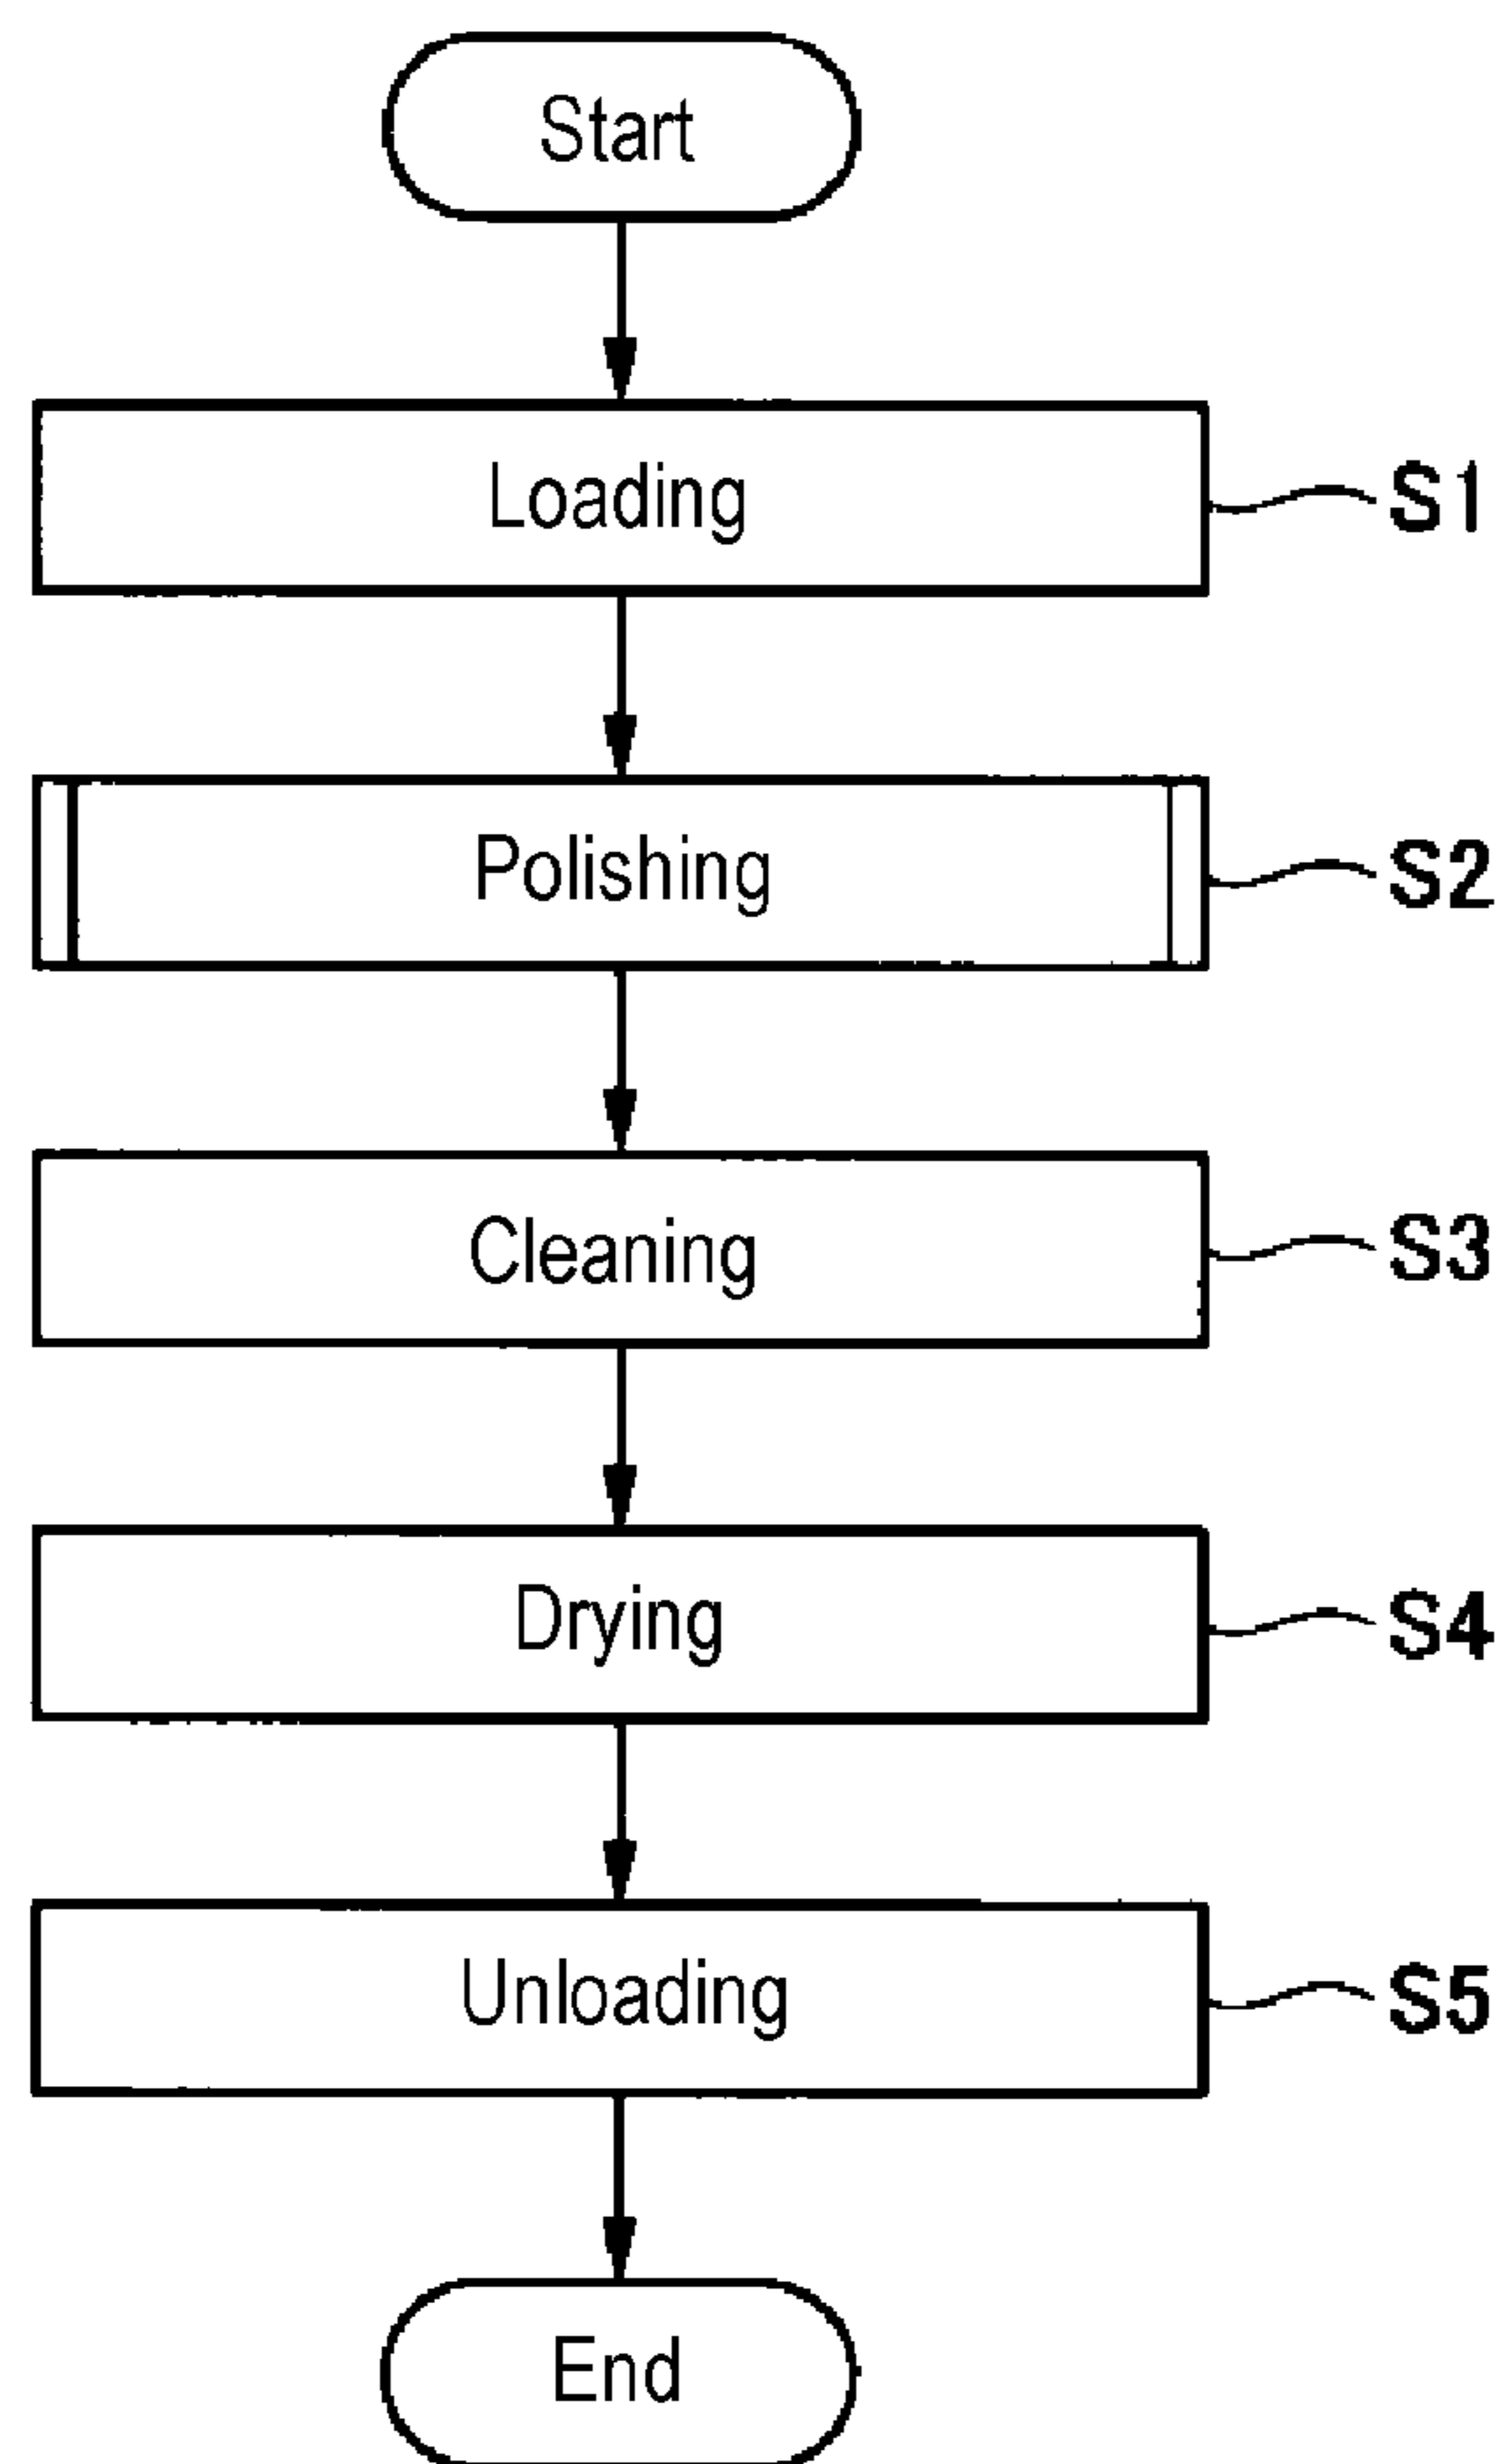 Start
Loading
S1
Polishing
S2
Cleaning
S3
Drying
S4
Unloading
S5
End